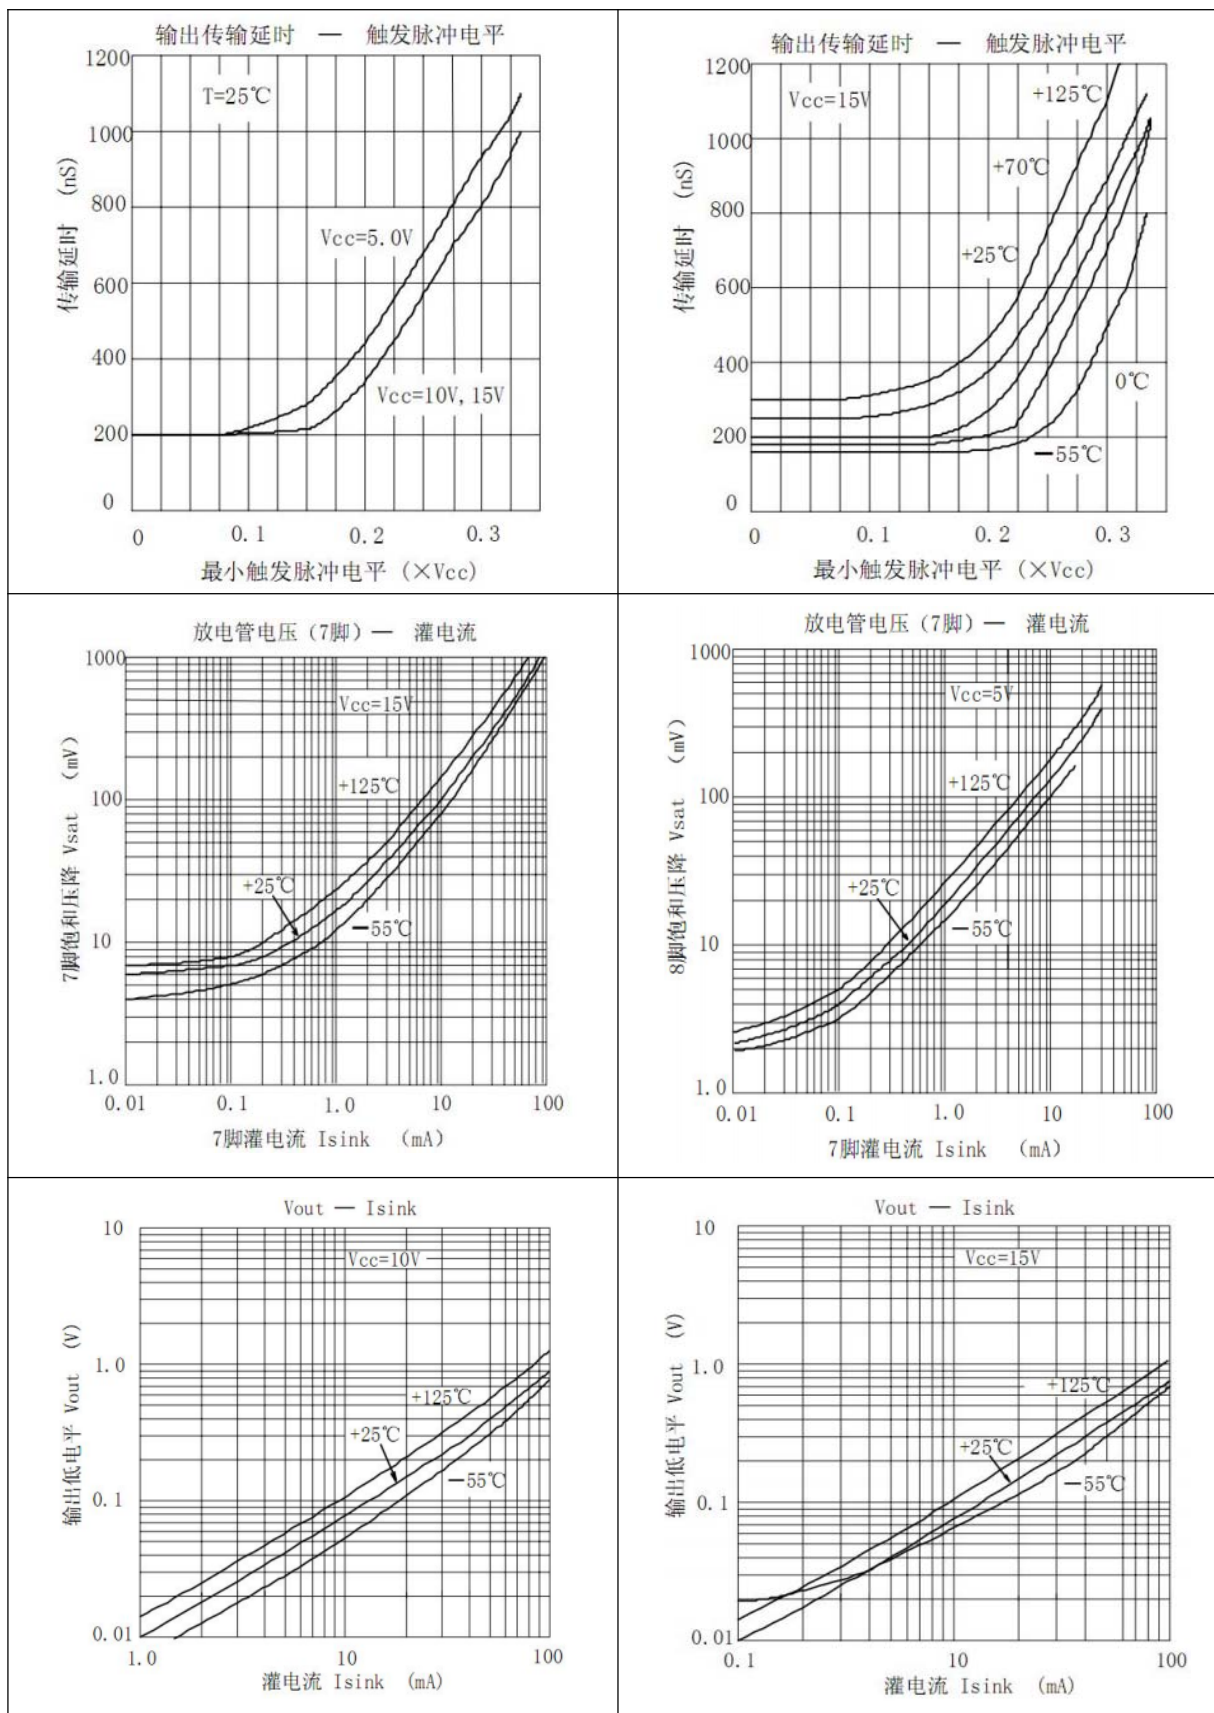 输出传输延时 — 触发脉冲电平
1200
1000
800
600
400
200
0
传输延时 (nS)
T=25℃
Vcc=5.0V
Vcc=10V, 15V
0 0.1 0.2 0.3
最小触发脉冲电平 (×Vcc)
输出传输延时 — 触发脉冲电平
1200
1000
800
600
400
200
0
传输延时 (nS)
Vcc=15V
+125℃
+70℃
+25℃
0℃
—55℃
0 0.1 0.2 0.3
最小触发脉冲电平 (×Vcc)
放电管电压 (7脚) — 灌电流
1000
100
10
1.0
7脚饱和压降 Vsat (mV)
Vcc=15V
+125℃
+25℃
—55℃
0.01 0.1 1.0 10 100
7脚灌电流 Isink (mA)
放电管电压 (7脚) — 灌电流
1000
100
10
1.0
8脚饱和压降 Vsat (mV)
Vcc=5V
+125℃
+25℃
—55℃
0.01 0.1 1.0 10 100
7脚灌电流 Isink (mA)
Vout — Isink
10
1.0
0.1
0.01
输出低电平 Vout (V)
Vcc=10V
+125℃
+25℃
—55℃
1.0 10 100
灌电流 Isink (mA)
Vout — Isink
10
1.0
0.1
0.01
输出低电平 Vout (V)
Vcc=15V
+125℃
+25℃
—55℃
0.1 10 100
灌电流 Isink (mA)